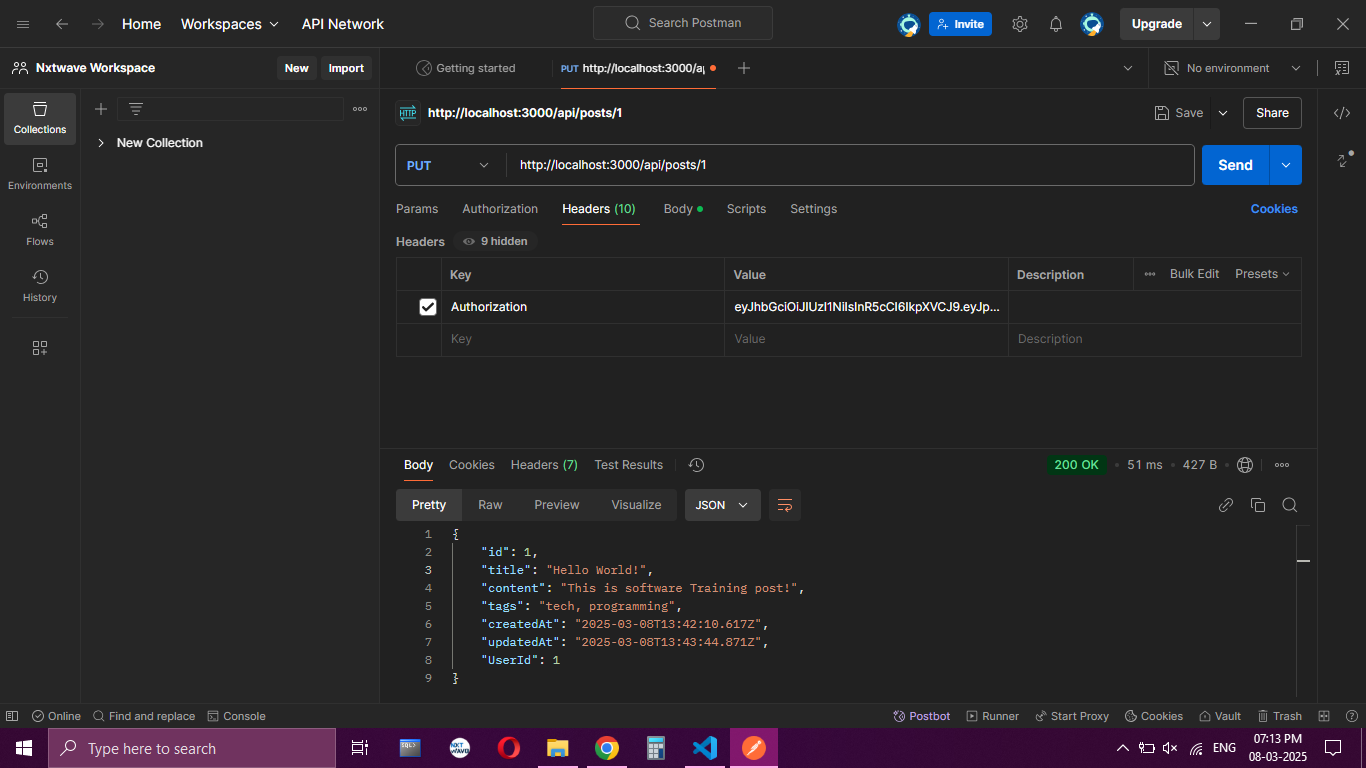 Home Workspaces API Network Search Postman Invite Upgrade
Nxtwave Workspace New Import Getting started PUT http://localhost:3000/ap No environment
Collections
New Collection
http://localhost:3000/api/posts/1 Save Share
PUT http://localhost:3000/api/posts/1 Send
Environments
Params Authorization Headers (10) Body Scripts Settings Cookies
Flows
Headers 9 hidden
Key Value Description Bulk Edit Presets
History
Authorization eyJhbGciOiJIUzI1NiIsInR5cCI6IkpXVCJ9.eyJp...
Key Value Description
Body Cookies Headers (7) Test Results 200 OK 51 ms 427 B
Pretty Raw Preview Visualize JSON
1 {
2 "id": 1,
3 "title": "Hello World!",
4 "content": "This is software Training post!",
5 "tags": "tech, programming",
6 "createdAt": "2025-03-08T13:42:10.617Z",
7 "updatedAt": "2025-03-08T13:43:44.871Z",
8 "UserId": 1
9 }
Online Find and replace Console Postbot Runner Start Proxy Cookies Vault Trash
Type here to search ENG 07:13 PM
08-03-2025